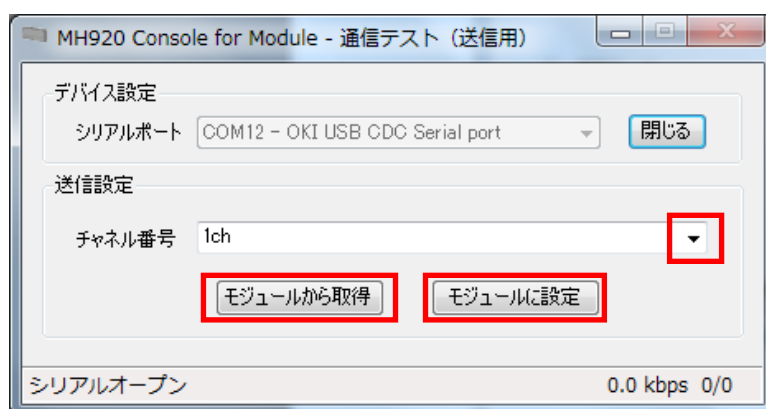 MH920 Console for Module - 通信テスト（送信用）
デバイス設定
シリアルポート COM12 - OKI USB CDC Serial port 閉じる
送信設定
チャネル番号 1ch
モジュールから取得 モジュールに設定
シリアルオープン 0.0 kbps 0/0